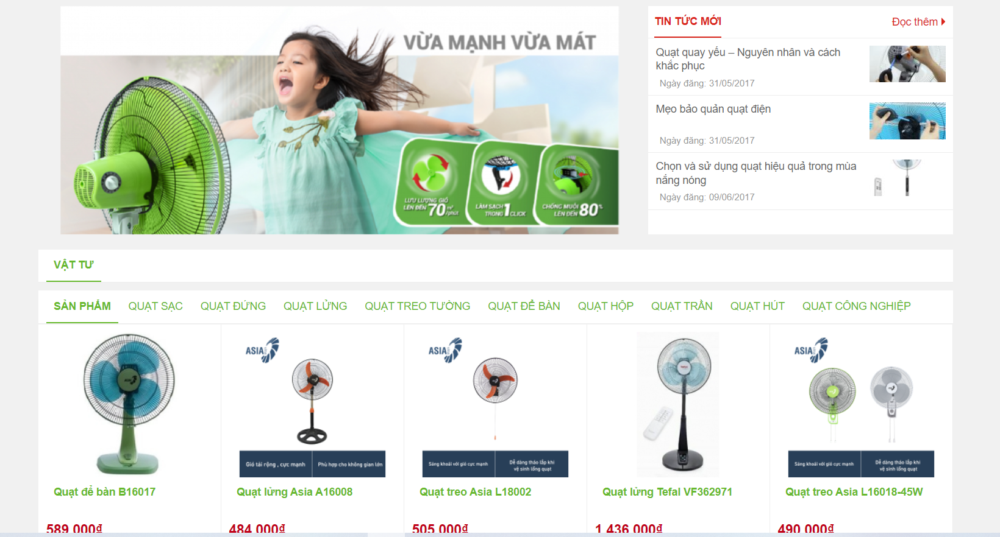 VỪA MẠNH VỪA MÁT
LƯU LƯỢNG GIÓ
LÊN ĐẾN 70 m³/phút
LÀM SẠCH
TRONG 1 CLICK
CHỐNG MUỖI
LÊN ĐẾN 80%
TIN TỨC MỚI
Đọc thêm
Quạt quay yếu – Nguyên nhân và cách
khắc phục
Ngày đăng: 31/05/2017
Mẹo bảo quản quạt điện
Ngày đăng: 31/05/2017
Chọn và sử dụng quạt hiệu quả trong mùa
nắng nóng
Ngày đăng: 09/06/2017
VẬT TƯ
SẢN PHẨM QUẠT SẠC QUẠT ĐỨNG QUẠT LỬNG QUẠT TREO TƯỜNG QUẠT ĐỂ BÀN QUẠT HỘP QUẠT TRẦN QUẠT HÚT QUẠT CÔNG NGHIỆP
Quạt để bàn B16017
589.000₫
ASIA
Gió tải rộng , cực mạnh
Phù hợp cho không gian lớn
Quạt lửng Asia A16008
484.000₫
ASIA
Sảng khoái với gió cực mạnh
Dễ dàng tháo lắp khi
vệ sinh lồng quạt
Quạt treo Asia L18002
505.000₫
Quạt lửng Tefal VF362971
1.436.000₫
ASIA
Sảng khoái với gió cực mạnh
Dễ dàng tháo lắp khi
vệ sinh lồng quạt
Quạt treo Asia L16018-45W
490.000₫